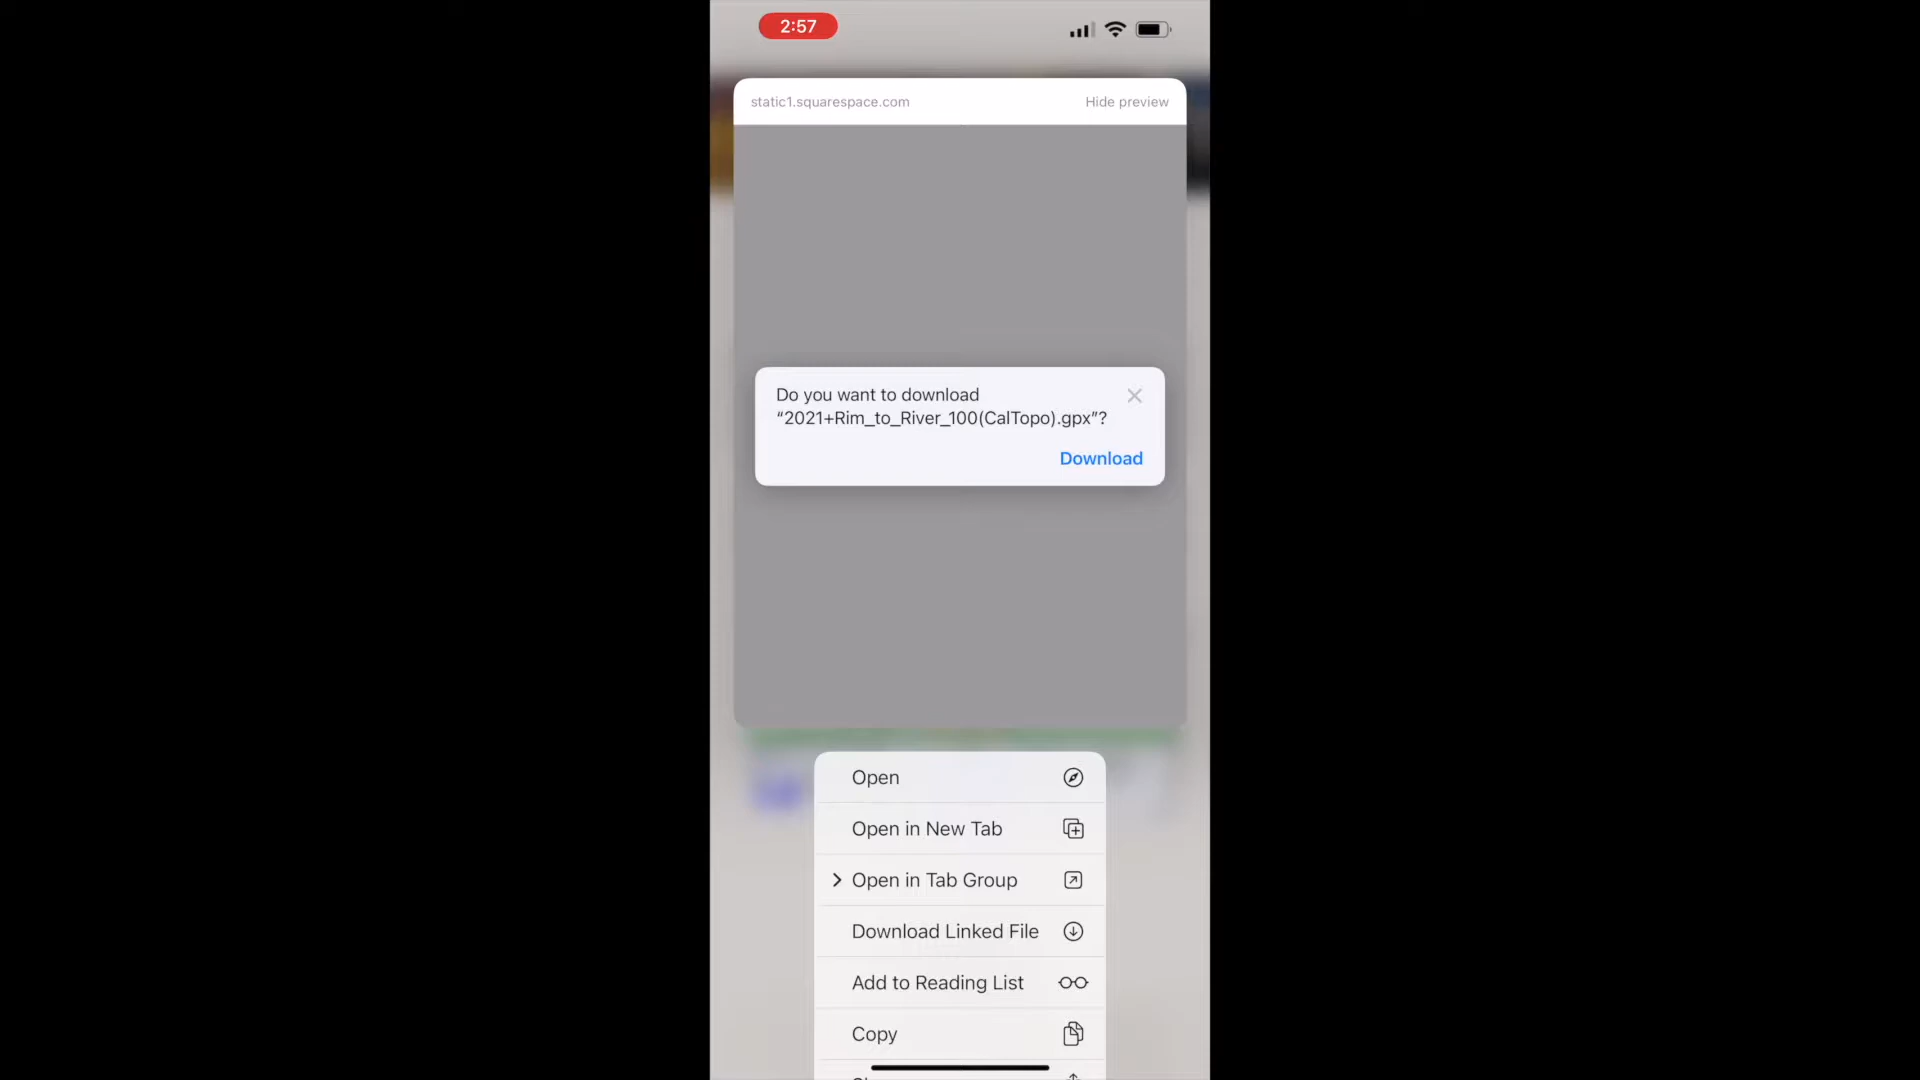 2:57
static1.squarespace.com
Hide preview
Do you want to download
“2021+Rim_to_River_100(CalTopo).gpx”?
Download
Open
Open in New Tab
Open in Tab Group
Download Linked File
Add to Reading List
Copy